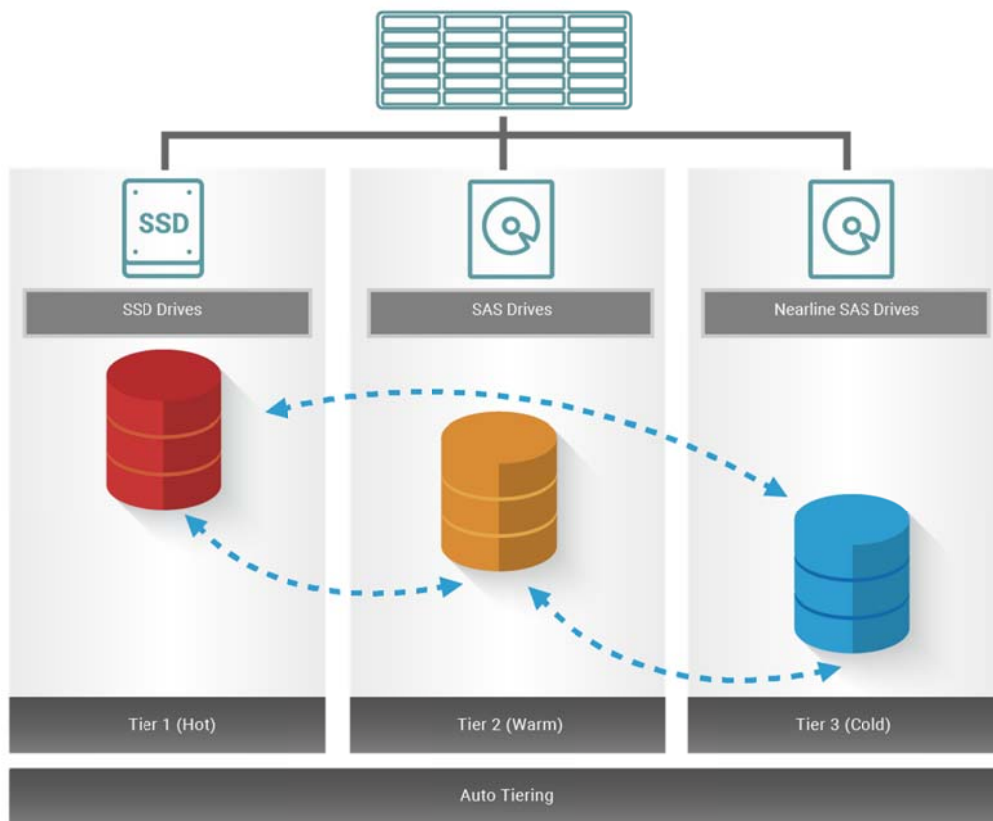 SSD
SSD Drives
SAS Drives
Nearline SAS Drives
Tier 1 (Hot)
Tier 2 (Warm)
Tier 3 (Cold)
Auto Tiering